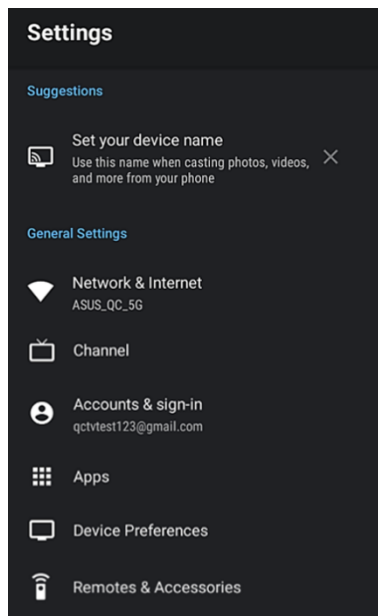 Settings
Suggestions
Set your device name
Use this name when casting photos, videos,
and more from your phone
General Settings
Network & Internet
ASUS_QC_5G
Channel
Accounts & sign-in
qctvtest123@gmail.com
Apps
Device Preferences
Remotes & Accessories